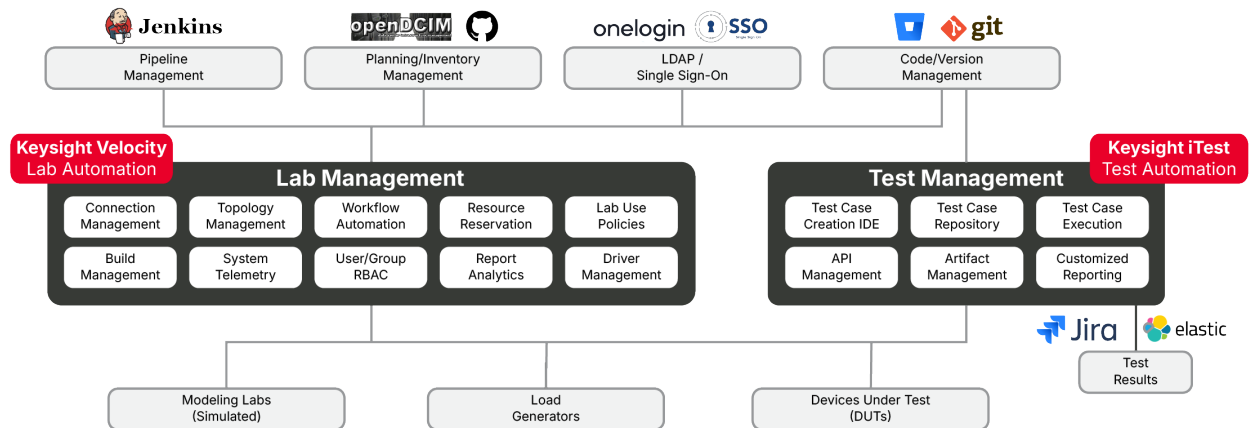 Jenkins
openDCIM
onelogin
SSO
Single Sign-On
git
Pipeline
Management
Planning/Inventory
Management
LDAP /
Single Sign-On
Code/Version
Management
Keysight Velocity
Lab Automation
Keysight iTest
Test Automation
Lab Management
Connection
Management
Topology
Management
Workflow
Automation
Resource
Reservation
Lab Use
Policies
Build
Management
System
Telemetry
User/Group
RBAC
Report
Analytics
Driver
Management
Test Management
Test Case
Creation IDE
Test Case
Repository
Test Case
Execution
API
Management
Artifact
Management
Customized
Reporting
Jira
elastic
Test
Results
Modeling Labs
(Simulated)
Load
Generators
Devices Under Test
(DUTs)